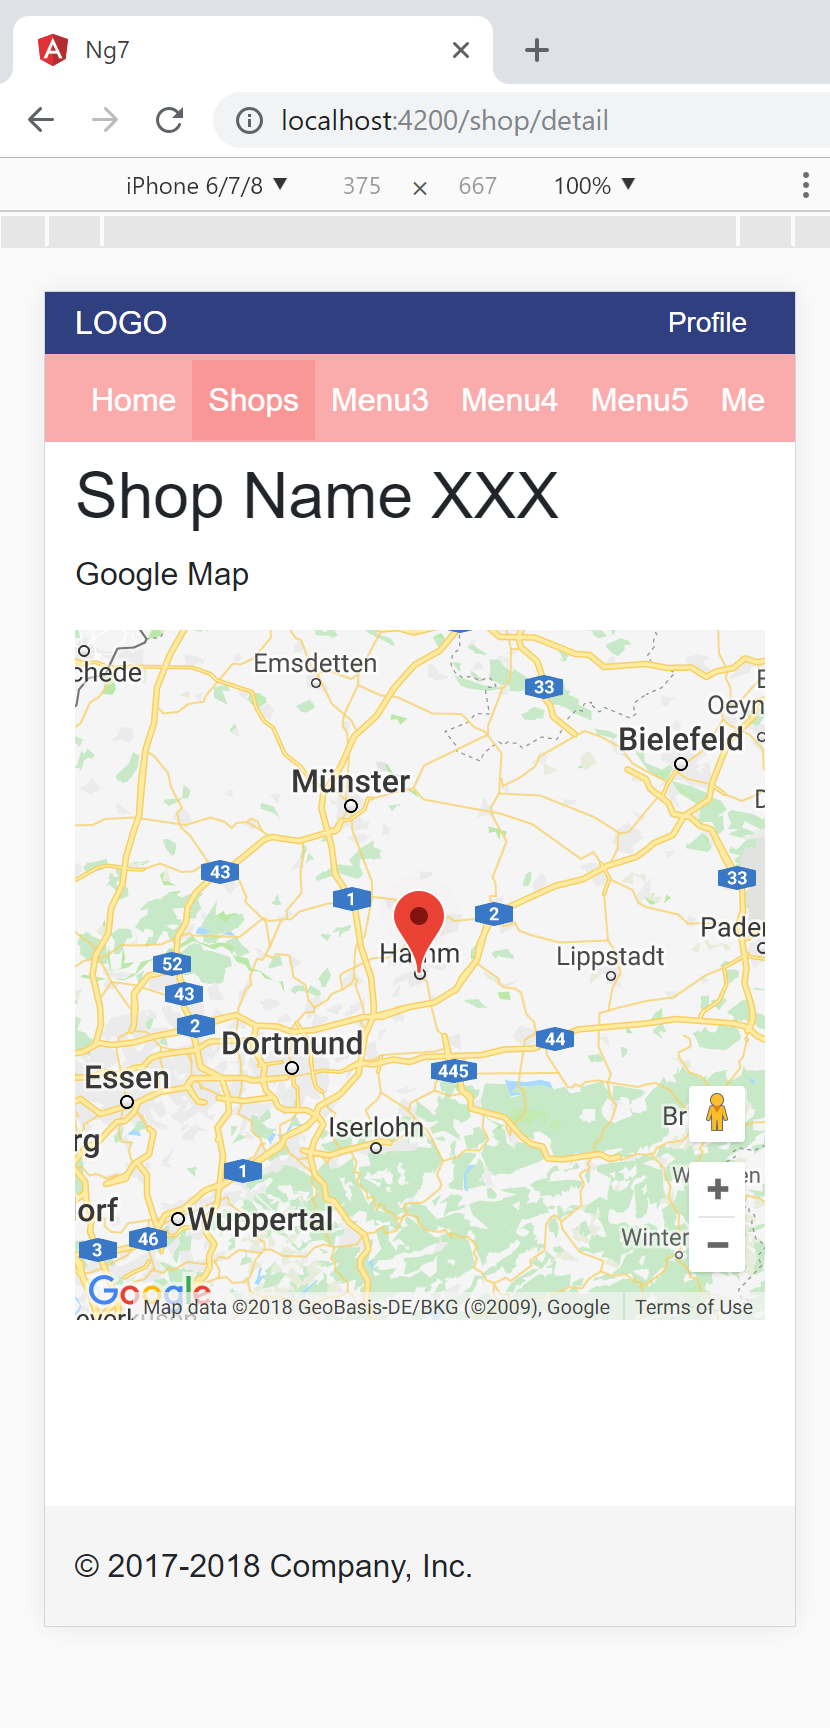 Ng7
localhost:4200/shop/detail
iPhone 6/7/8 ▼ 375 × 667 100% ▼
LOGO Profile
Home Shops Menu3 Menu4 Menu5 Me
Shop Name XXX
Google Map
Emsdetten
chede
33
Oeyn
Bielefeld
Münster
43
33
1
2
Pader
Hamm
Lippstadt
52
43
2
44
Dortmund
445
Essen
Br
Iserlohn
rg
1
orf
Wuppertal
46
Winter
3
Google
Map data ©2018 GeoBasis-DE/BKG (©2009), Google Terms of Use
© 2017-2018 Company, Inc.